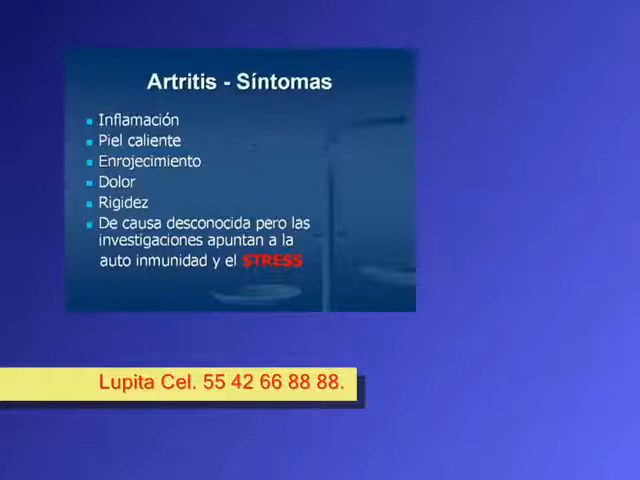 Artritis - Síntomas
Inflamación
Piel caliente
Enrojecimiento
Dolor
Rigidez
De causa desconocida pero las
investigaciones apuntan a la
auto inmunidad y el STRESS
Lupita Cel. 55 42 66 88 88.